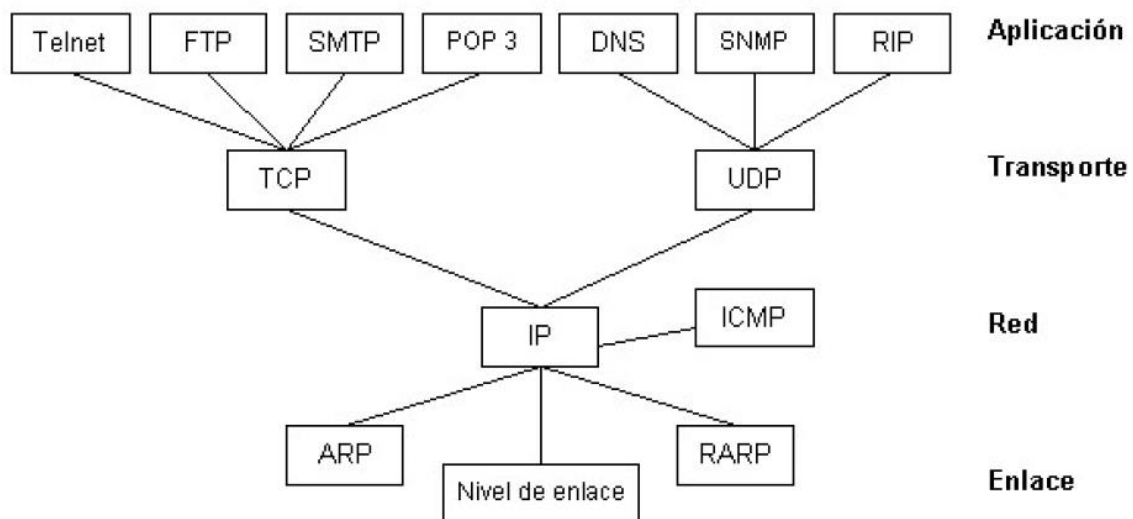 Telnet FTP SMTP POP 3 DNS SNMP RIP Aplicación
TCP UDP Transporte
IP ICMP Red
ARP RARP
Nivel de enlace Enlace